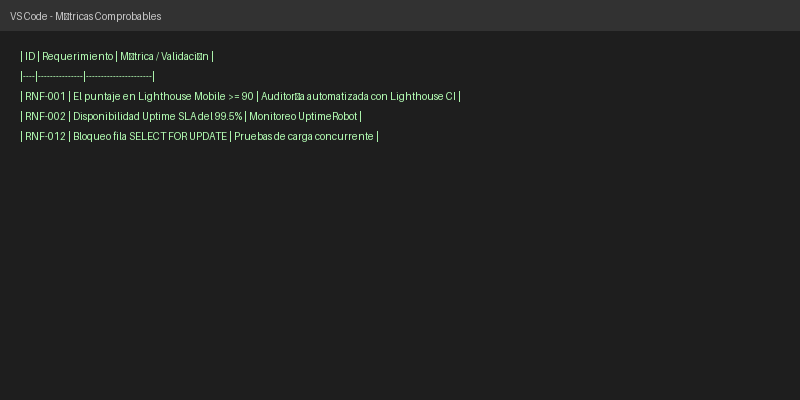 VS Code - M▯tricas Comprobables
| ID | Requerimiento | M▯trica / Validaci▯n |
|----|---------------|----------------------|
| RNF-001 | El puntaje en Lighthouse Mobile >= 90 | Auditor▯a automatizada con Lighthouse CI |
| RNF-002 | Disponibilidad Uptime SLA del 99.5% | Monitoreo UptimeRobot |
| RNF-012 | Bloqueo fila SELECT FOR UPDATE | Pruebas de carga concurrente |